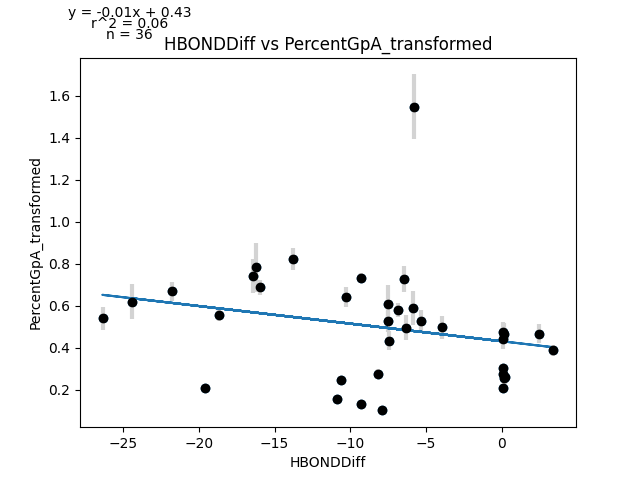 y = -0.01x + 0.43
r^2 = 0.06
n = 36
HBONDDiff vs PercentGpA_transformed
PercentGpA_transformed
1.6
1.4
1.2
1.0
0.8
0.6
0.4
0.2
−25
−20
−15
−10
−5
0
HBONDDiff